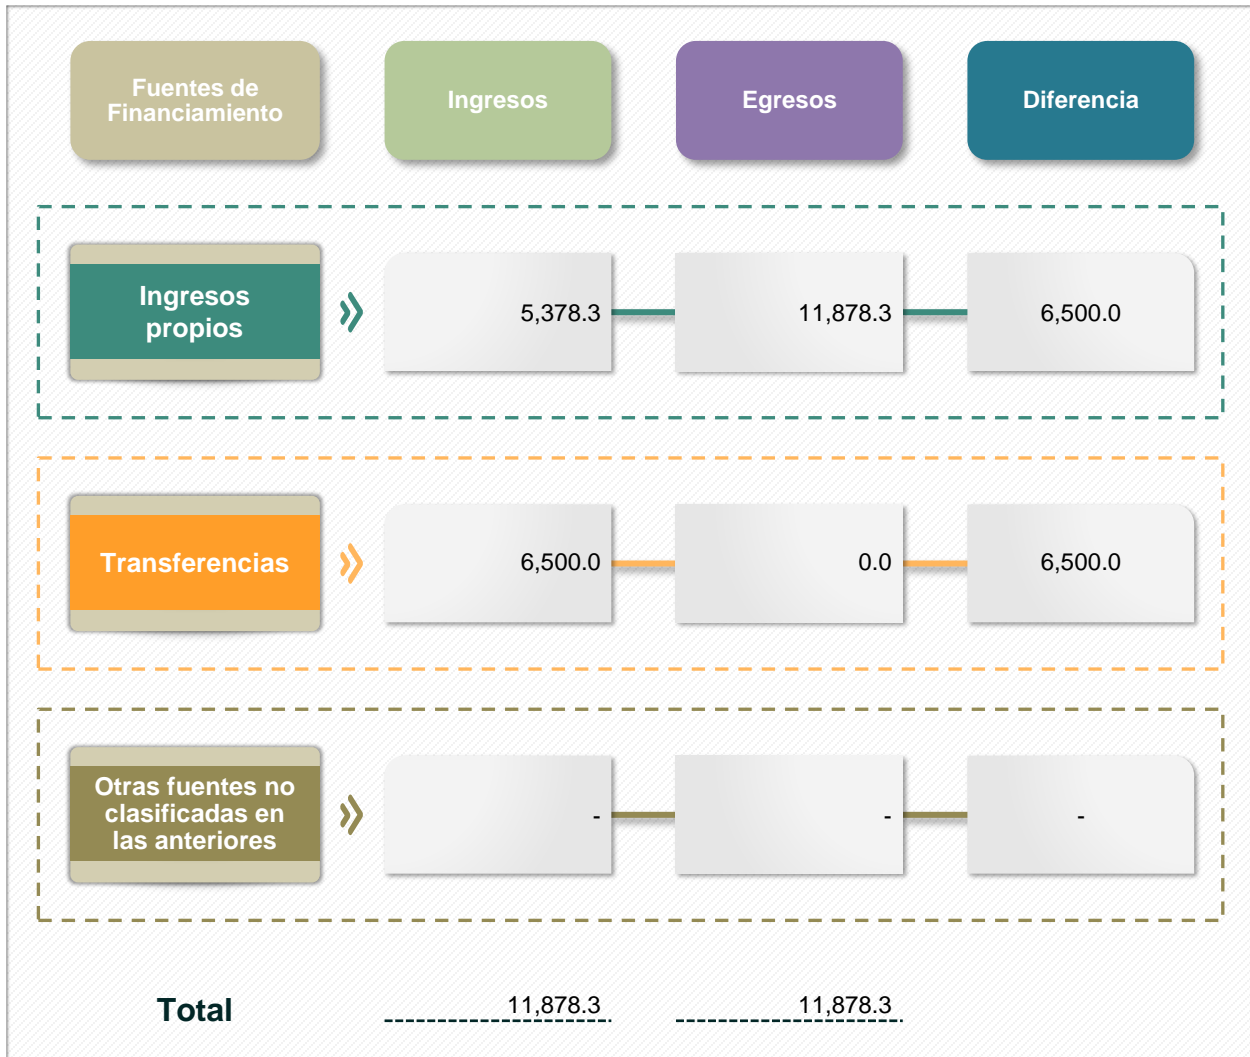 Fuentes de
Financiamiento
Ingresos
Egresos
Diferencia
Ingresos
propios
5,378.3
11,878.3
6,500.0
Transferencias
6,500.0
0.0
6,500.0
Otras fuentes no
clasificadas en
las anteriores
-
-
-
Total
11,878.3
11,878.3